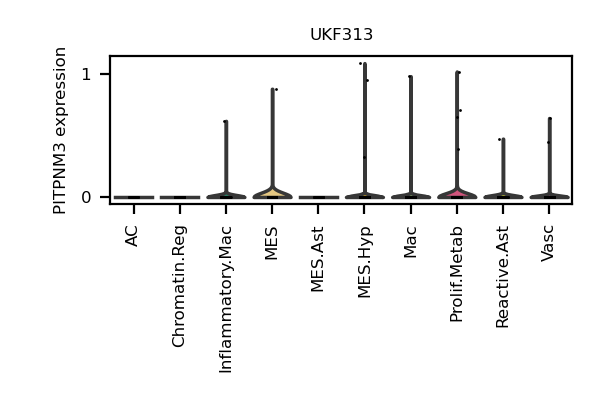 UKF313
PITPNM3 expression
1
0
AC
Chromatin.Reg
Inflammatory.Mac
MES
MES.Ast
MES.Hyp
Mac
Prolif.Metab
Reactive.Ast
Vasc